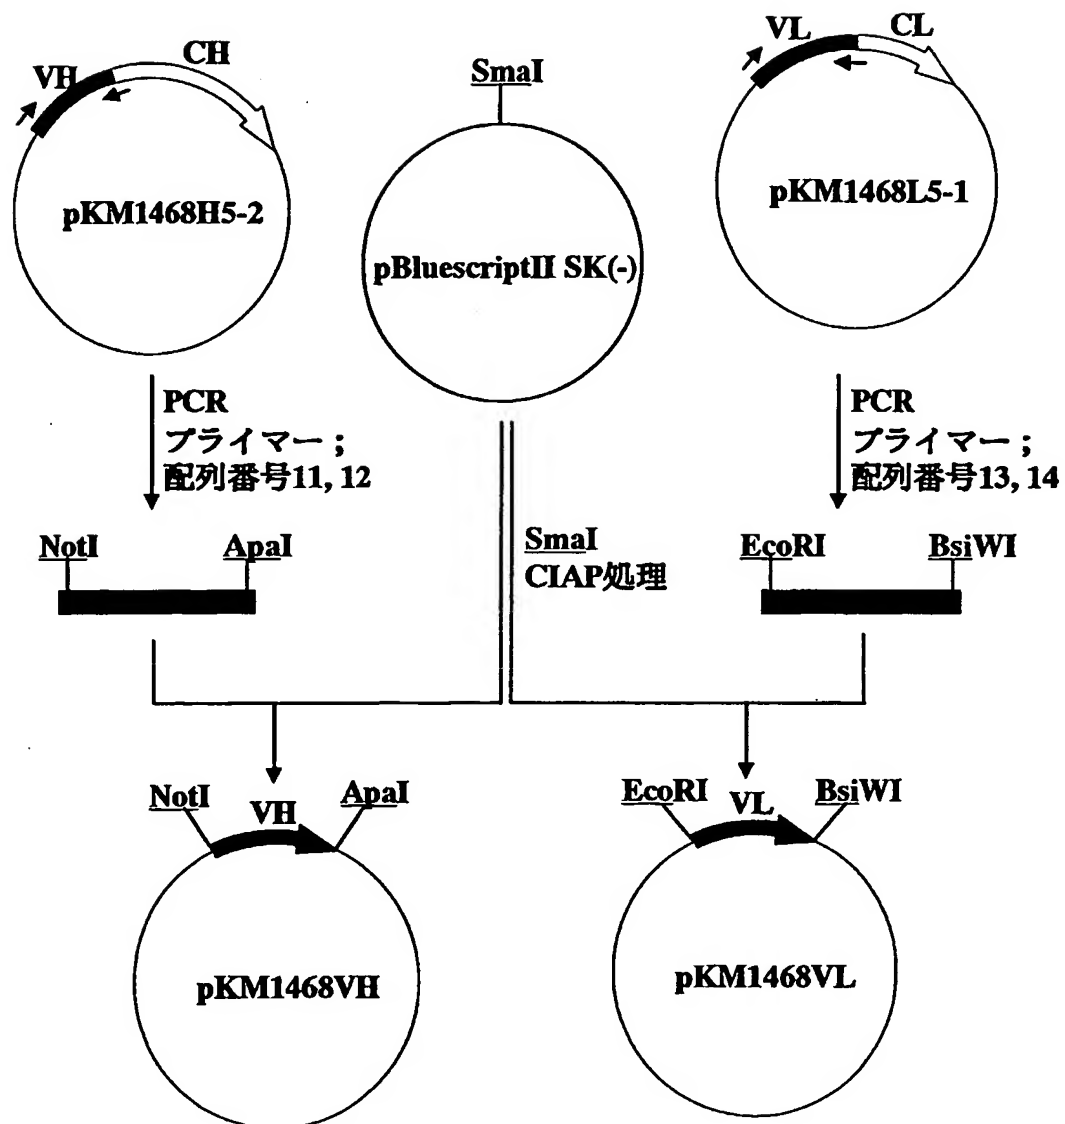 VH
CH
pKM1468H5-2
SmaI
pBluescriptII SK(-)
VL
CL
pKM1468L5-1
PCR
プライマー；
配列番号11, 12
PCR
プライマー；
配列番号13, 14
NotI
ApaI
SmaI
CIAP処理
EcoRI
BsiWI
NotI
VH
ApaI
pKM1468VH
EcoRI
VL
BsiWI
pKM1468VL